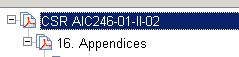 CSR AIC246-01-II-02
16. Appendices